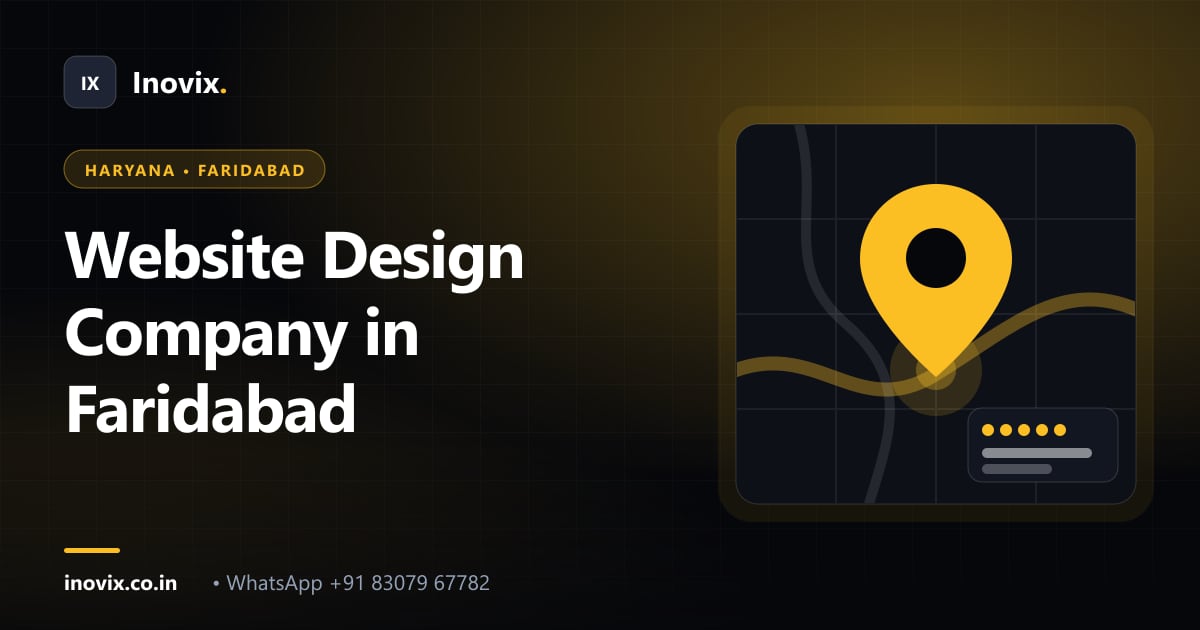 IX
Inovix.
HARYANA • FARIDABAD
Website Design
Company in
Faridabad
inovix.co.in • WhatsApp +91 83079 67782